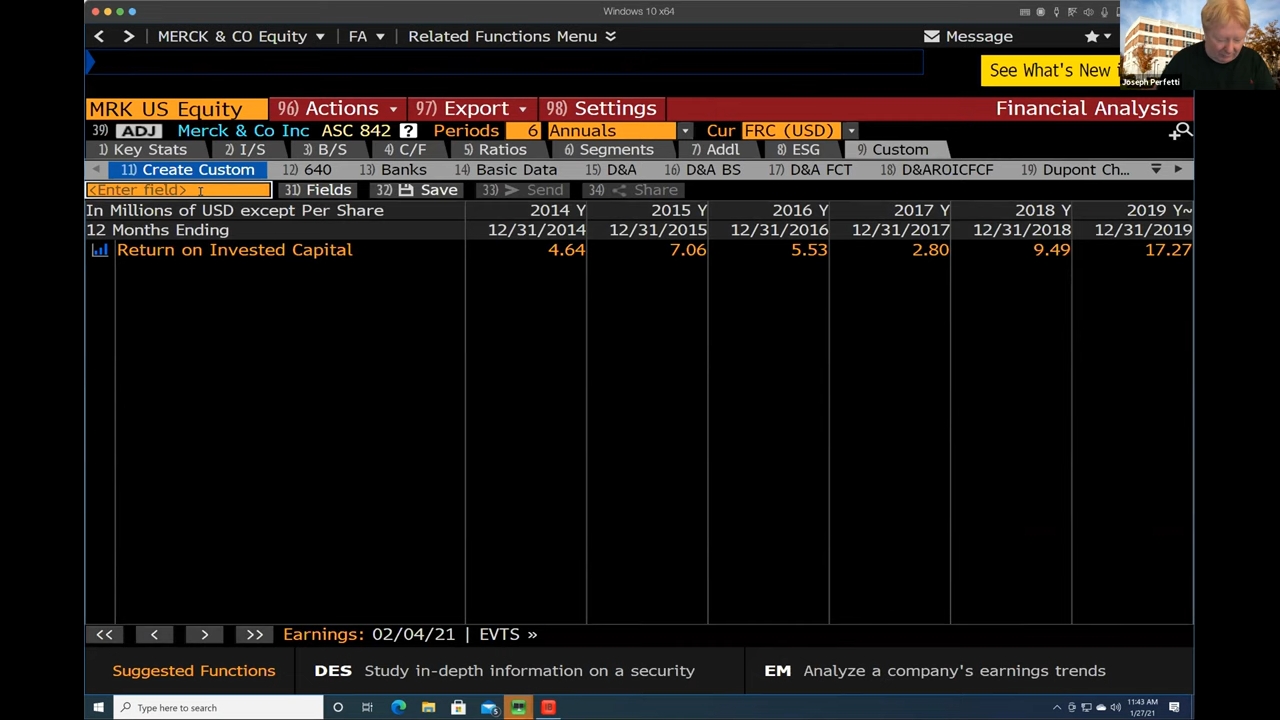 Windows 10 x64
< > MERCK & CO Equity FA Related Functions Menu Message
See What's New i
Joseph Perfetti
MRK US Equity 96) Actions 97) Export 98) Settings Financial Analysis
39) ADJ Merck & Co Inc ASC 842 ? Periods 6 Annuals Cur FRC (USD)
1) Key Stats 2) I/S 3) B/S 4) C/F 5) Ratios 6) Segments 7) Addl 8) ESG 9) Custom
11) Create Custom 12) 640 13) Banks 14) Basic Data 15) D&A 16) D&A BS 17) D&A FCT 18) D&AROICFCF 19) Dupont Ch...
<Enter field> 31) Fields 32) Save 33) Send 34) Share
In Millions of USD except Per Share 2014 Y 2015 Y 2016 Y 2017 Y 2018 Y 2019 Y~
12 Months Ending 12/31/2014 12/31/2015 12/31/2016 12/31/2017 12/31/2018 12/31/2019
Return on Invested Capital 4.64 7.06 5.53 2.80 9.49 17.27
<< < > >> Earnings: 02/04/21 | EVTS »
Suggested Functions DES Study in-depth information on a security EM Analyze a company's earnings trends
Type here to search 5 11:43 AM
1/27/21